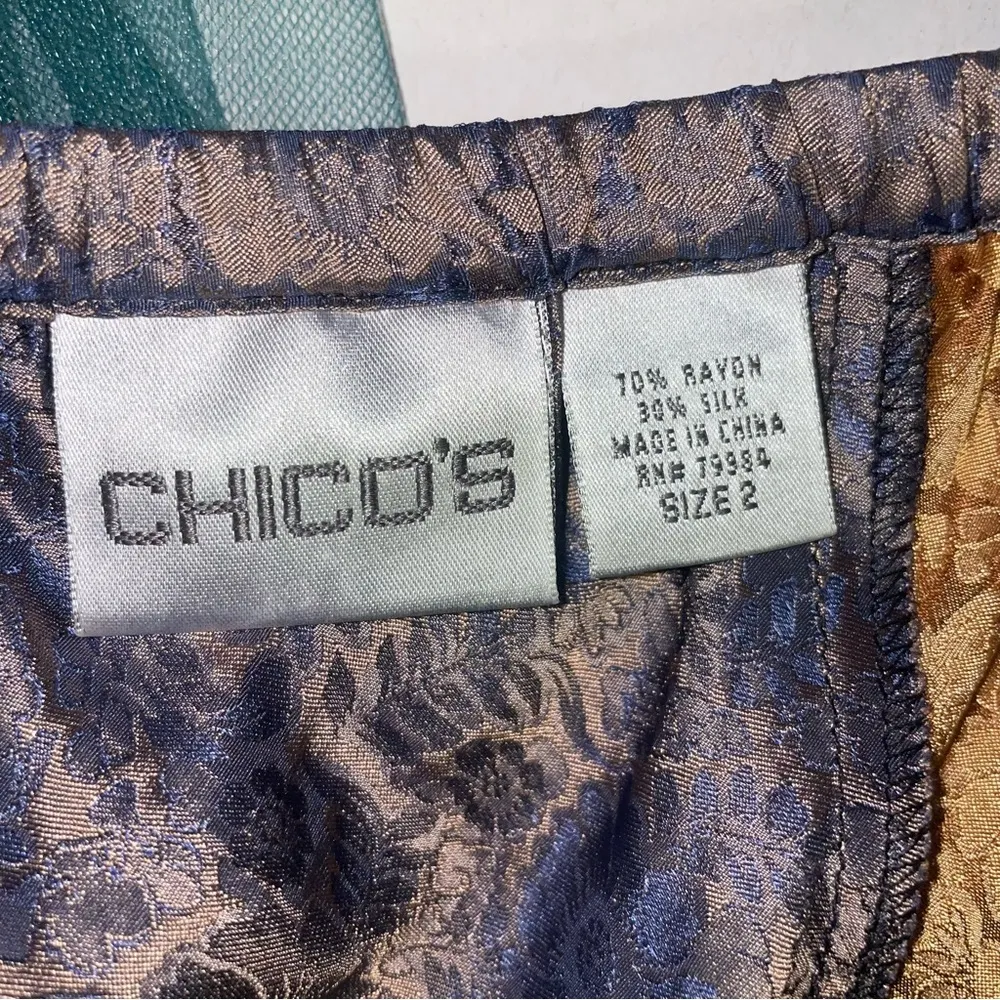 CHICO'S
70% RAYON
30% SILK
MADE IN CHINA
RN# 79984
SIZE 2